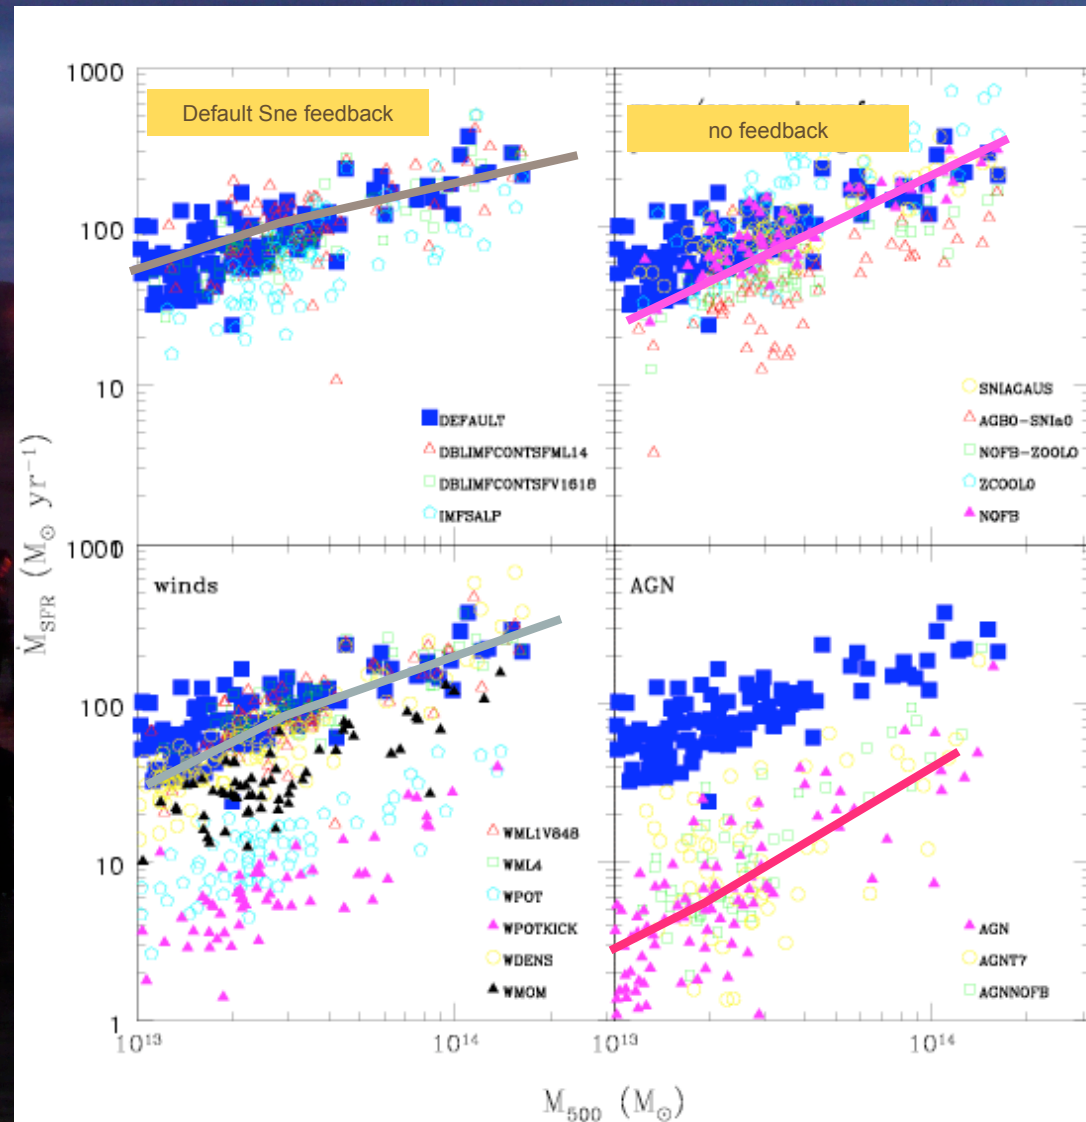 1000
Default Sne feedback
no feedback
100
10
DEFAULT
DBLIMFCONTSFML14
DBLIMFCONTSFV1618
IMFSALP
SNIAGAUS
AGB0-SNIa0
NOFB-ZCOOL0
ZCOOL0
NOFB
Ṁ_SFR (M_⊙ yr⁻¹)
1000
winds
AGN
100
10
1
WML1V848
WML4
WPOT
WPOTKICK
WDENS
WMOM
AGN
AGNT7
AGNNOFB
10¹³
10¹⁴
10¹³
10¹⁴
M₅₀₀ (M_⊙)